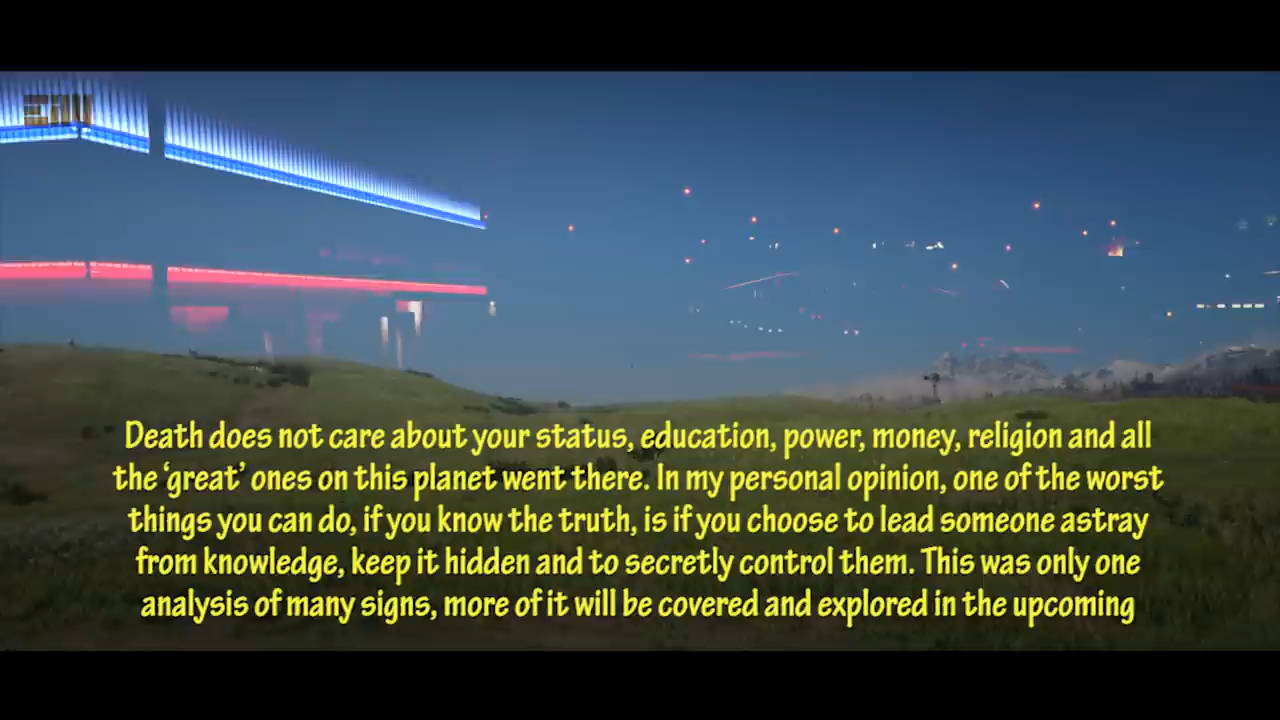 Death does not care about your status, education, power, money, religion and all
the ‘great’ ones on this planet went there. In my personal opinion, one of the worst
things you can do, if you know the truth, is if you choose to lead someone astray
from knowledge, keep it hidden and to secretly control them. This was only one
analysis of many signs, more of it will be covered and explored in the upcoming